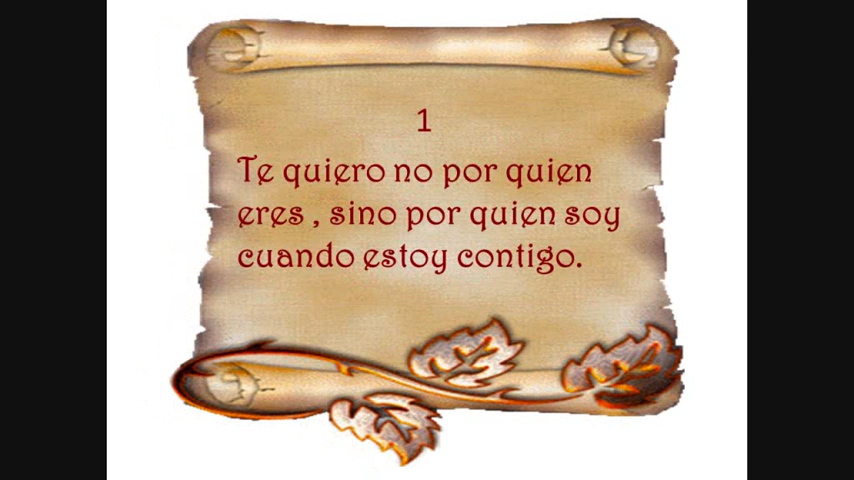 1
Te quiero no por quien
eres , sino por quien soy
cuando estoy contigo.